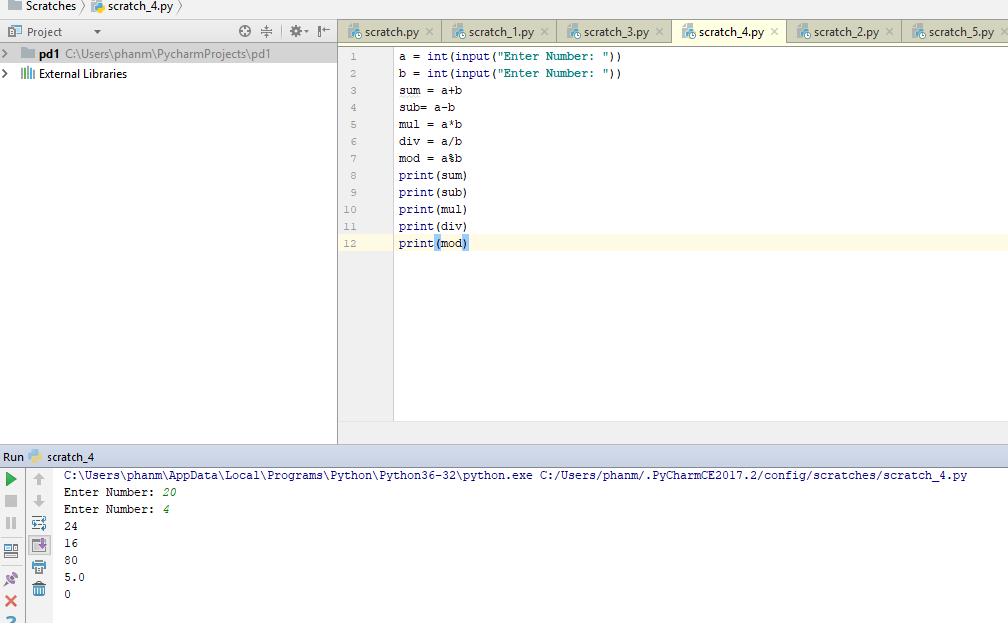 Scratches scratch_4.py
Project
scratch.py scratch_1.py scratch_3.py scratch_4.py scratch_2.py scratch_5.py
pd1 C:\Users\phanm\PycharmProjects\pd1
External Libraries
1 a = int(input("Enter Number: "))
2 b = int(input("Enter Number: "))
3 sum = a+b
4 sub= a-b
5 mul = a*b
6 div = a/b
7 mod = a%b
8 print(sum)
9 print(sub)
10 print(mul)
11 print(div)
12 print(mod)
Run scratch_4
C:\Users\phanm\AppData\Local\Programs\Python\Python36-32\python.exe C:/Users/phanm/.PyCharmCE2017.2/config/scratches/scratch_4.py
Enter Number: 20
Enter Number: 4
24
16
80
5.0
0